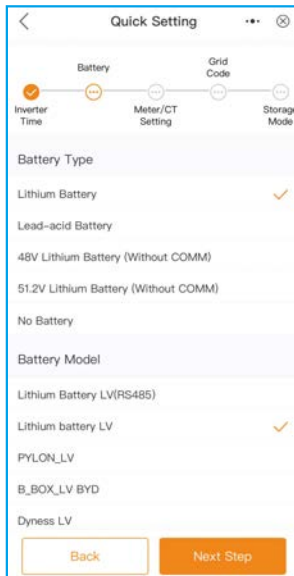 Quick Setting
Battery
Grid
Code
Inverter
Time
Meter/CT
Setting
Storage
Mode
Battery Type
Lithium Battery
Lead-acid Battery
48V Lithium Battery (Without COMM)
51.2V Lithium Battery (Without COMM)
No Battery
Battery Model
Lithium Battery LV(RS485)
Lithium battery LV
PYLON_LV
B_BOX_LV BYD
Dyness LV
Back
Next Step